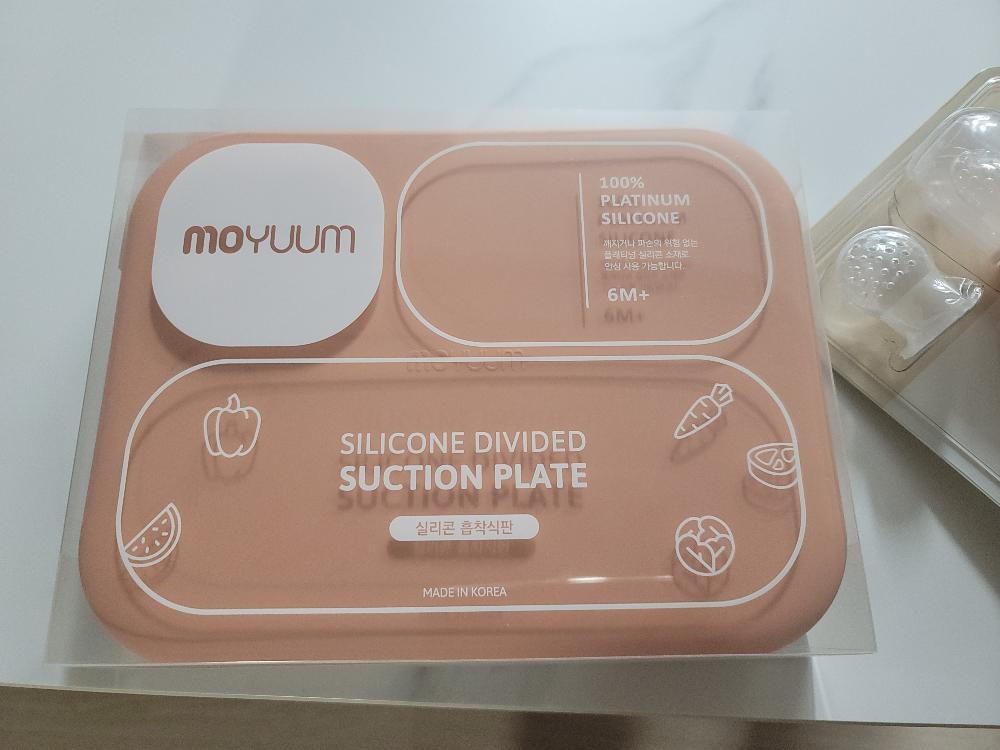 moyuum
100%
PLATINUM
SILICONE
깨지거나 파손의 위험 없는
플래티넘 실리콘 소재로
안심 사용 가능합니다.
6M+
moyuum
SILICONE DIVIDED
SUCTION PLATE
실리콘 흡착식판
MADE IN KOREA